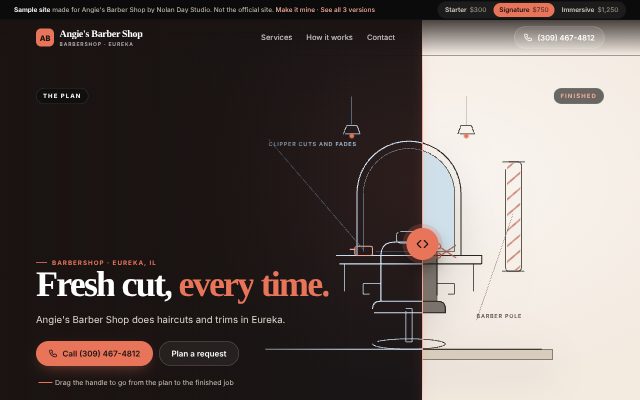 Sample site made for Angie's Barber Shop by Nolan Day Studio. Not the official site. Make it mine · See all 3 versions
Starter $300 Signature $750 Immersive $1,250
AB Angie's Barber Shop
BARBERSHOP · EUREKA
Services How it works Contact
(309) 467-4812
THE PLAN
FINISHED
CLIPPER CUTS AND FADES
BARBERSHOP · EUREKA, IL
Fresh cut, every time.
BARBER POLE
Angie's Barber Shop does haircuts and trims in Eureka.
Call (309) 467-4812 Plan a request
Drag the handle to go from the plan to the finished job